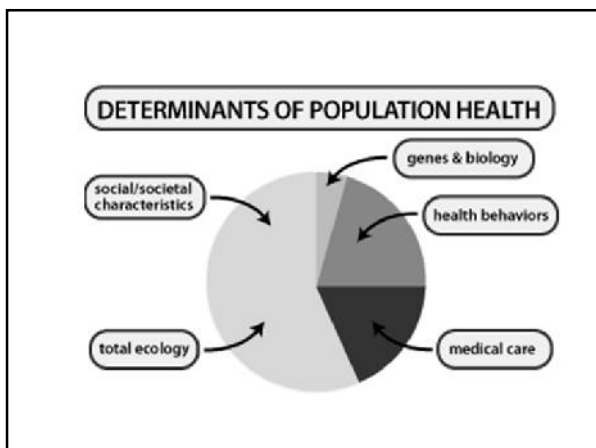 DETERMINANTS OF POPULATION HEALTH
genes & biology
social/societal
characteristics
health behaviors
total ecology
medical care